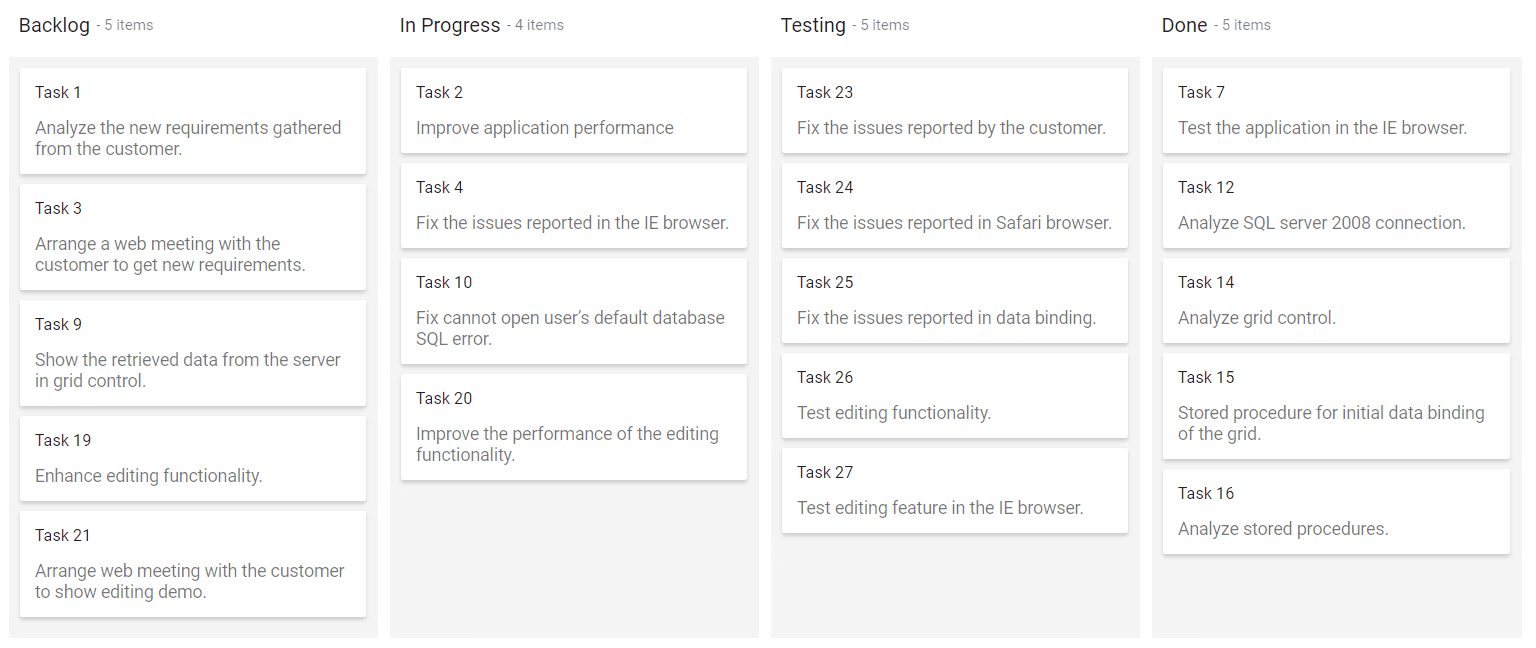 Backlog - 5 items
Task 1
Analyze the new requirements gathered
from the customer.
Task 3
Arrange a web meeting with the
customer to get new requirements.
Task 9
Show the retrieved data from the server
in grid control.
Task 19
Enhance editing functionality.
Task 21
Arrange web meeting with the customer
to show editing demo.
In Progress - 4 items
Task 2
Improve application performance
Task 4
Fix the issues reported in the IE browser.
Task 10
Fix cannot open user’s default database
SQL error.
Task 20
Improve the performance of the editing
functionality.
Testing - 5 items
Task 23
Fix the issues reported by the customer.
Task 24
Fix the issues reported in Safari browser.
Task 25
Fix the issues reported in data binding.
Task 26
Test editing functionality.
Task 27
Test editing feature in the IE browser.
Done - 5 items
Task 7
Test the application in the IE browser.
Task 12
Analyze SQL server 2008 connection.
Task 14
Analyze grid control.
Task 15
Stored procedure for initial data binding
of the grid.
Task 16
Analyze stored procedures.